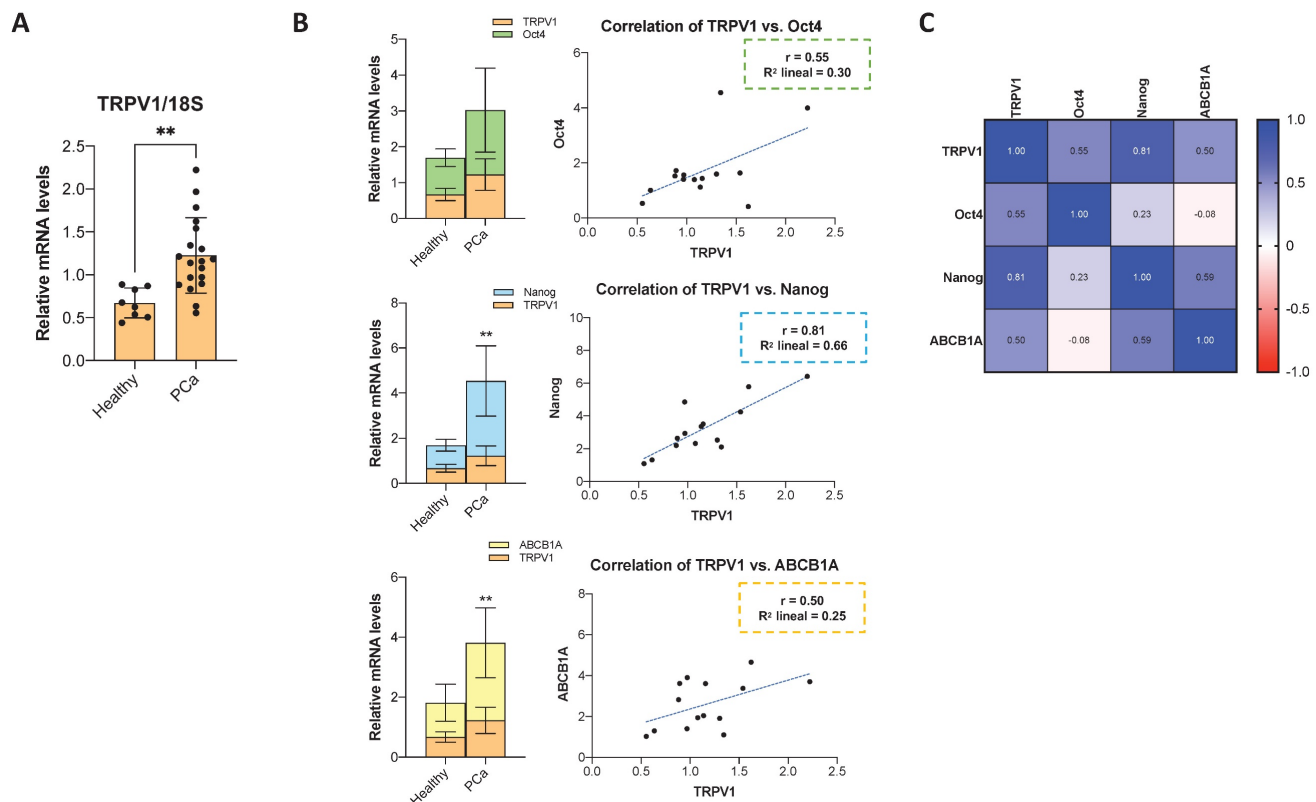 A
TRPV1/18S
**
Relative mRNA levels
2.5
2.0
1.5
1.0
0.5
0.0
Healthy
PCa
B
TRPV1
Oct4
Relative mRNA levels
5
4
3
2
1
0
Healthy
PCa
Correlation of TRPV1 vs. Oct4
r = 0.55
R² lineal = 0.30
Oct4
6
4
2
0
0.0 0.5 1.0 1.5 2.0 2.5
TRPV1
Nanog
TRPV1
**
Relative mRNA levels
8
6
4
2
0
Healthy
PCa
Correlation of TRPV1 vs. Nanog
r = 0.81
R² lineal = 0.66
Nanog
10
8
6
4
2
0
0.0 0.5 1.0 1.5 2.0 2.5
TRPV1
ABCB1A
TRPV1
**
Relative mRNA levels
6
4
2
0
Healthy
PCa
Correlation of TRPV1 vs. ABCB1A
r = 0.50
R² lineal = 0.25
ABCB1A
8
6
4
2
0
0.0 0.5 1.0 1.5 2.0 2.5
TRPV1
C
TRPV1 Oct4 Nanog ABCB1A
TRPV1 1.00 0.55 0.81 0.50
Oct4 0.55 1.00 0.23 -0.08
Nanog 0.81 0.23 1.00 0.59
ABCB1A 0.50 -0.08 0.59 1.00
1.0
0.5
0
-0.5
-1.0